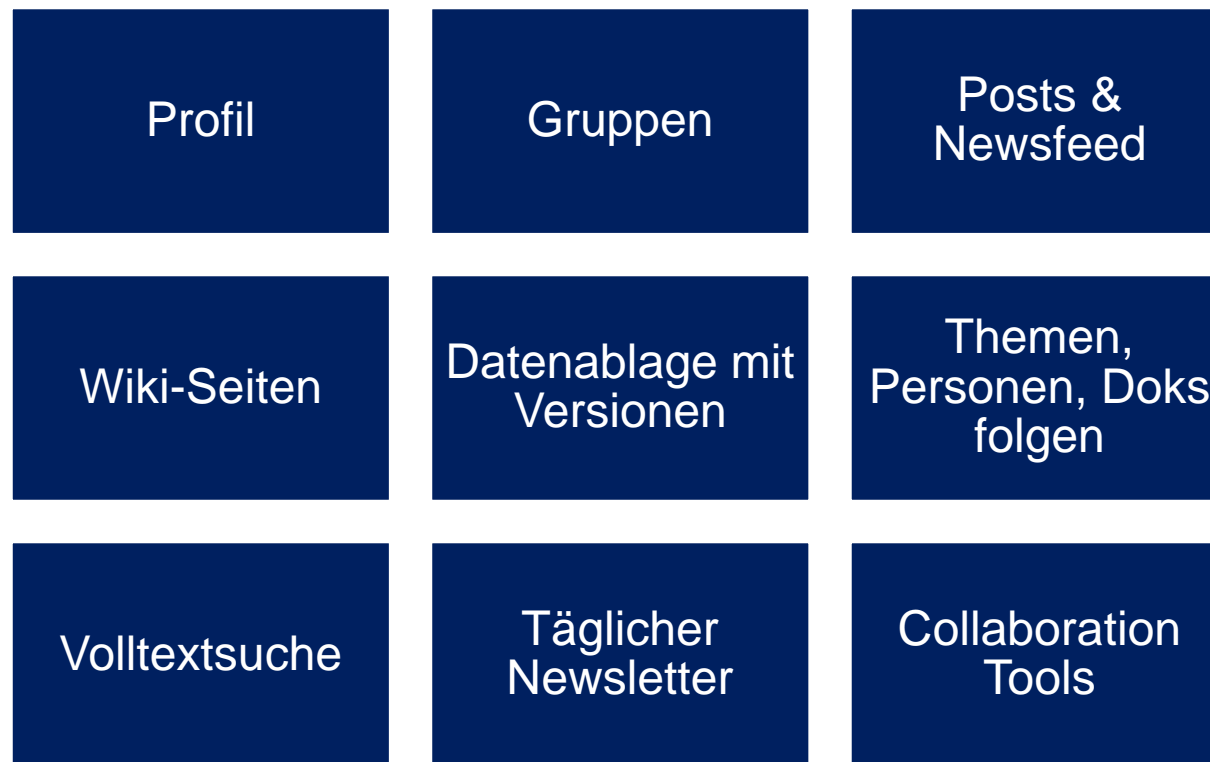 Profil
Gruppen
Posts &
Newsfeed
Wiki-Seiten
Datenablage mit
Versionen
Themen,
Personen, Doks
folgen
Volltextsuche
Täglicher
Newsletter
Collaboration
Tools